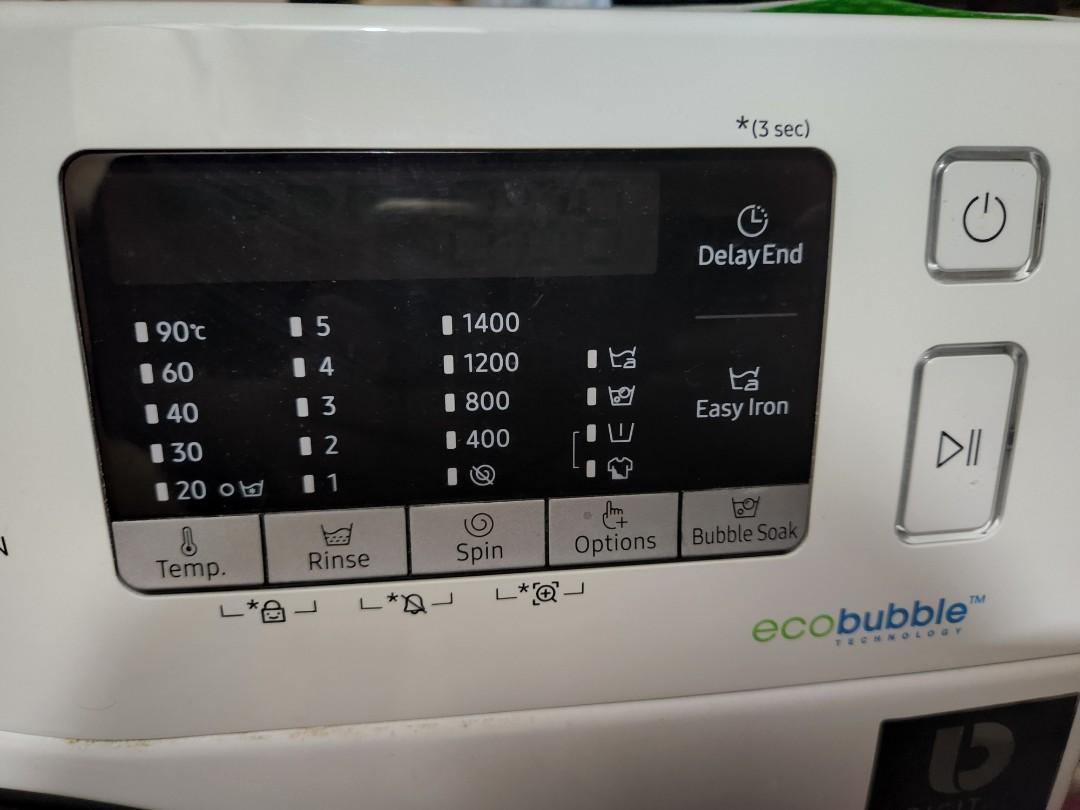 *(3 sec)
Delay End
90℃ 5 1400
60 4 1200
40 3 800
30 2 400
20 1
Easy Iron
Temp. Rinse Spin Options Bubble Soak
* * *
ecobubble™
TECHNOLOGY
b